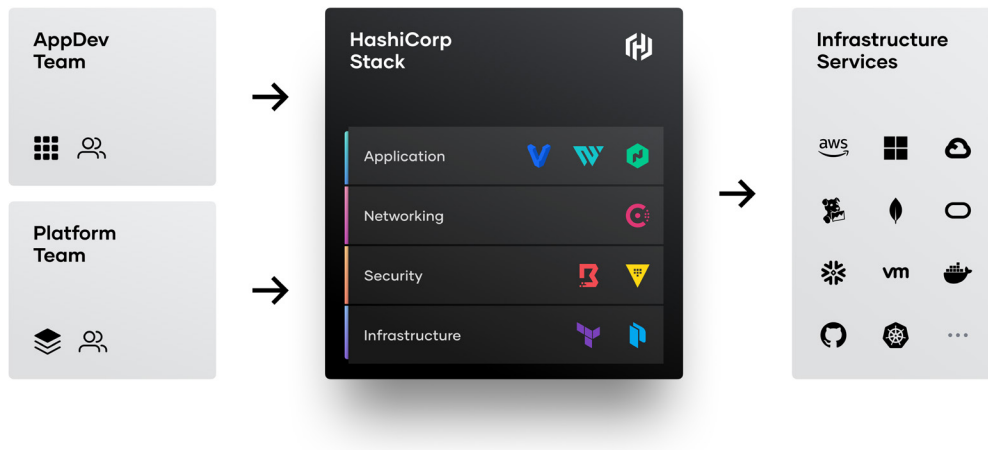 AppDev
Team
Platform
Team
HashiCorp
Stack
Application
Networking
Security
Infrastructure
Infrastructure
Services
aws
vm